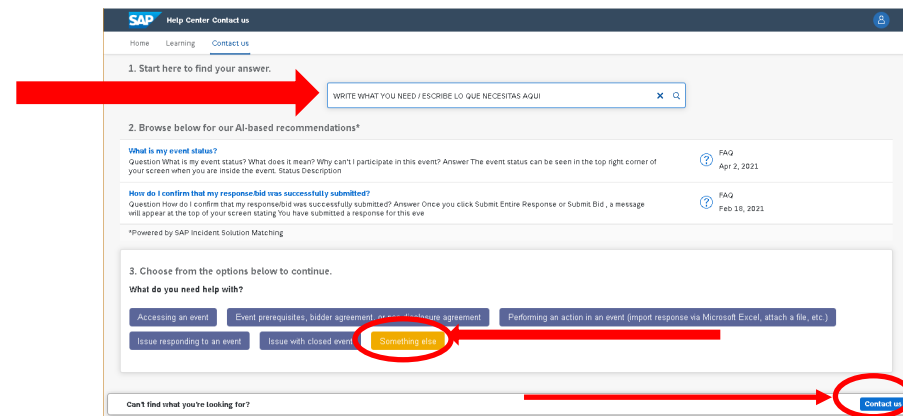 SAP Help Center Contact us
Home Learning Contact us
1. Start here to find your answer.
WRITE WHAT YOU NEED / ESCRIBE LO QUE NECESITAS AQUI
2. Browse below for our AI-based recommendations*
What is my event status?
Question What is my event status? What does it mean? Why can't I participate in this event? Answer The event status can be seen in the top right corner of
your screen when you are inside the event. Status Description
FAQ
Apr 2, 2021
How do I confirm that my response/bid was successfully submitted?
Question How do I confirm that my response/bid was successfully submitted? Answer Once you click Submit Entire Response or Submit Bid , a message
will appear at the top of your screen stating You have submitted a response for this eve
FAQ
Feb 18, 2021
*Powered by SAP Incident Solution Matching
3. Choose from the options below to continue.
What do you need help with?
Accessing an event Event prerequisites, bidder agreement, or non-disclosure agreement Performing an action in an event (import response via Microsoft Excel, attach a file, etc.)
Issue responding to an event Issue with closed event Something else
Can't find what you're looking for? Contact us